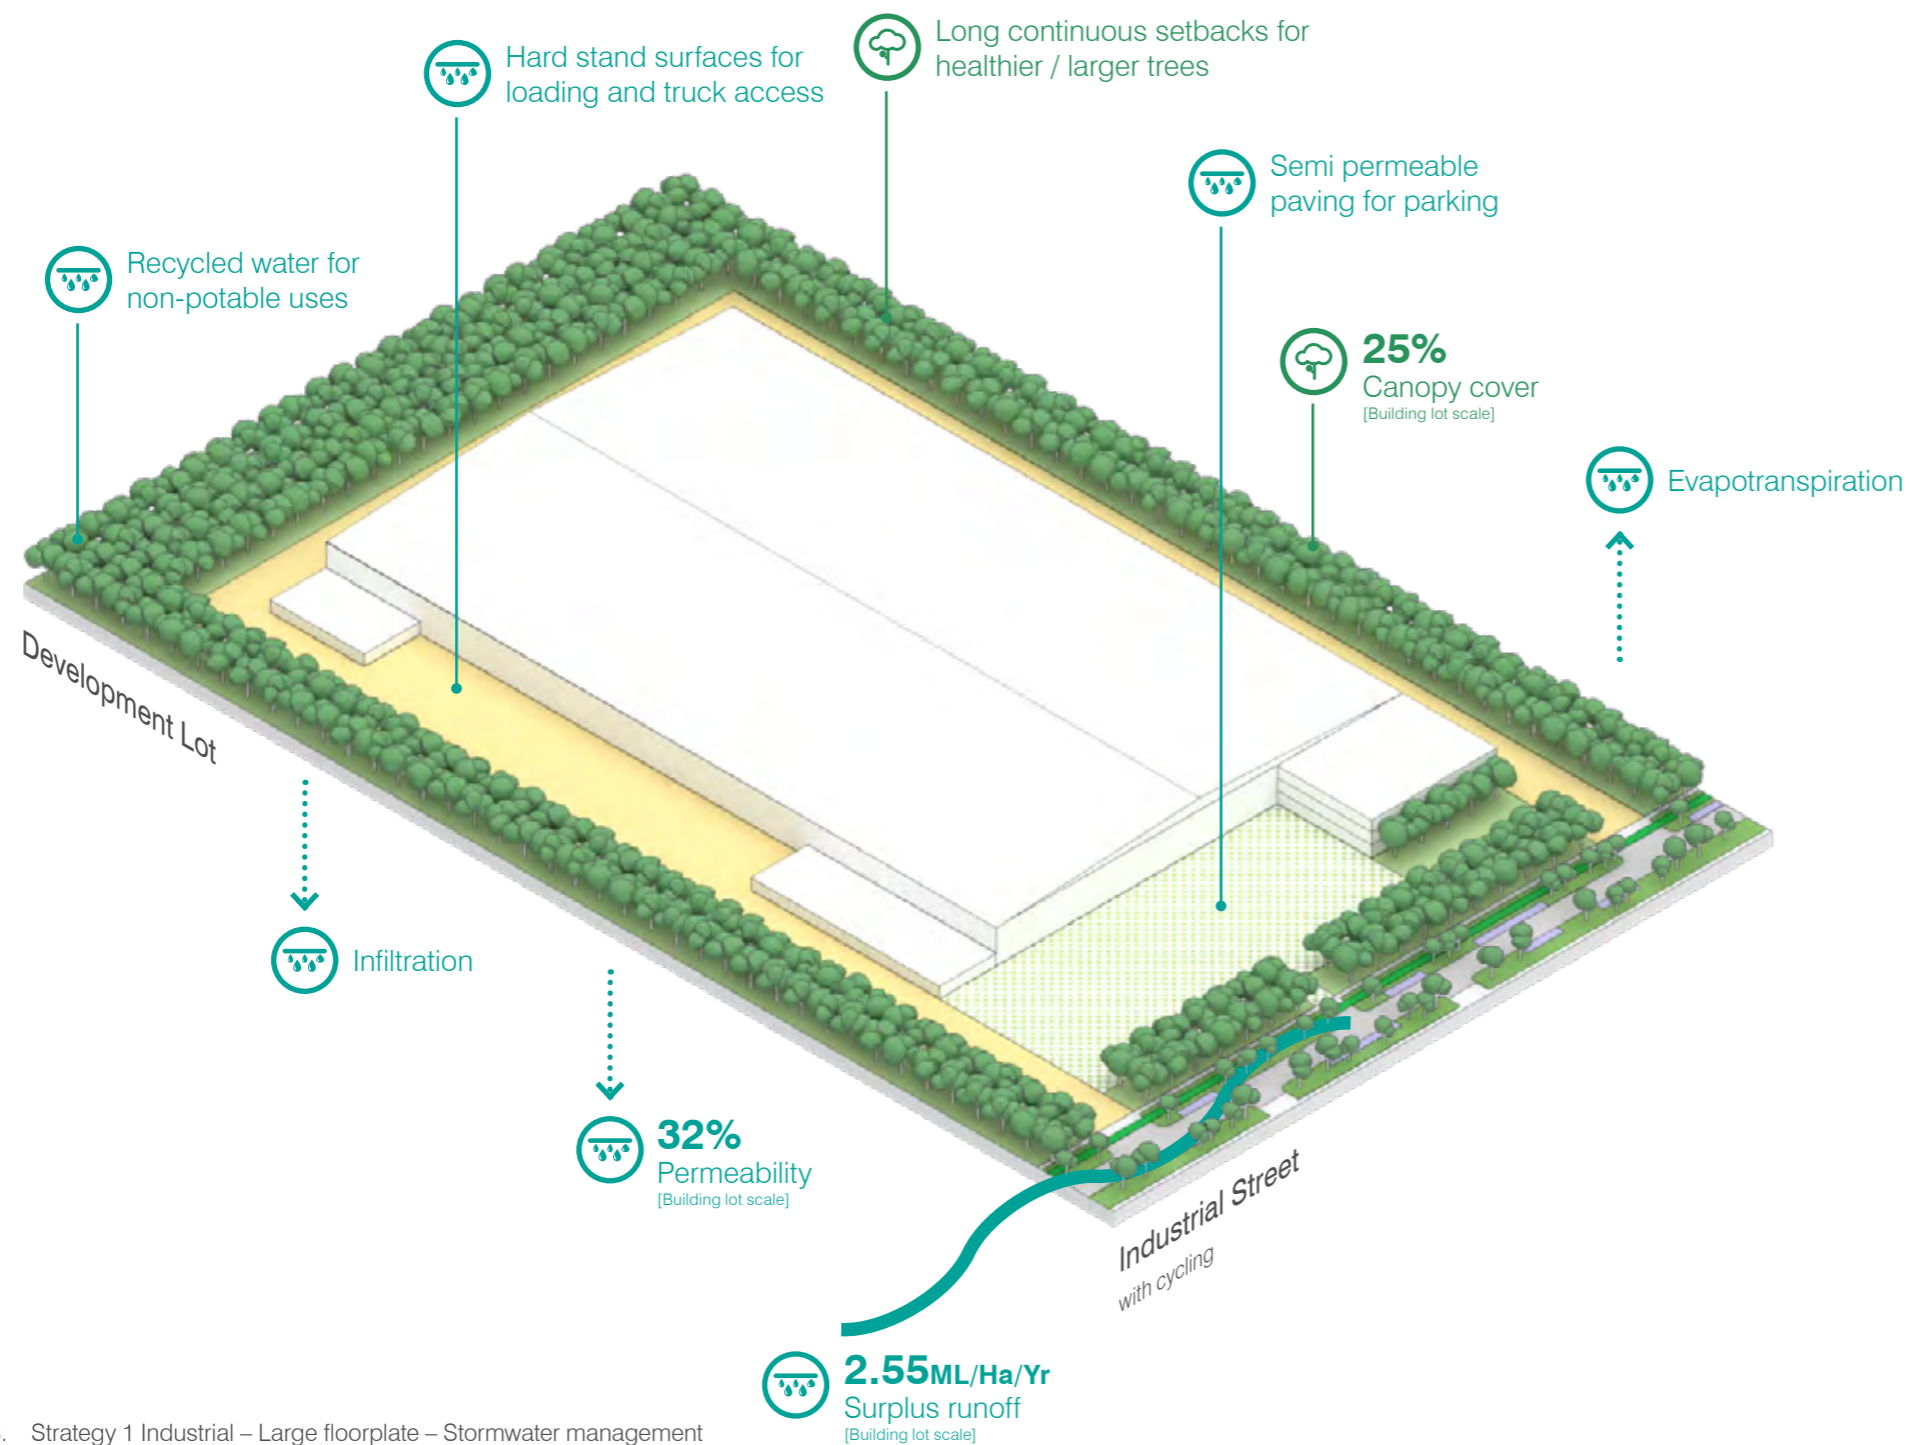 Hard stand surfaces for
loading and truck access
Long continuous setbacks for
healthier / larger trees
Semi permeable
paving for parking
Recycled water for
non-potable uses
25%
Canopy cover
[Building lot scale]
Evapotranspiration
Development Lot
Infiltration
32%
Permeability
[Building lot scale]
Industrial Street
with cycling
2.55ML/Ha/Yr
Surplus runoff
[Building lot scale]
Strategy 1 Industrial – Large floorplate – Stormwater management